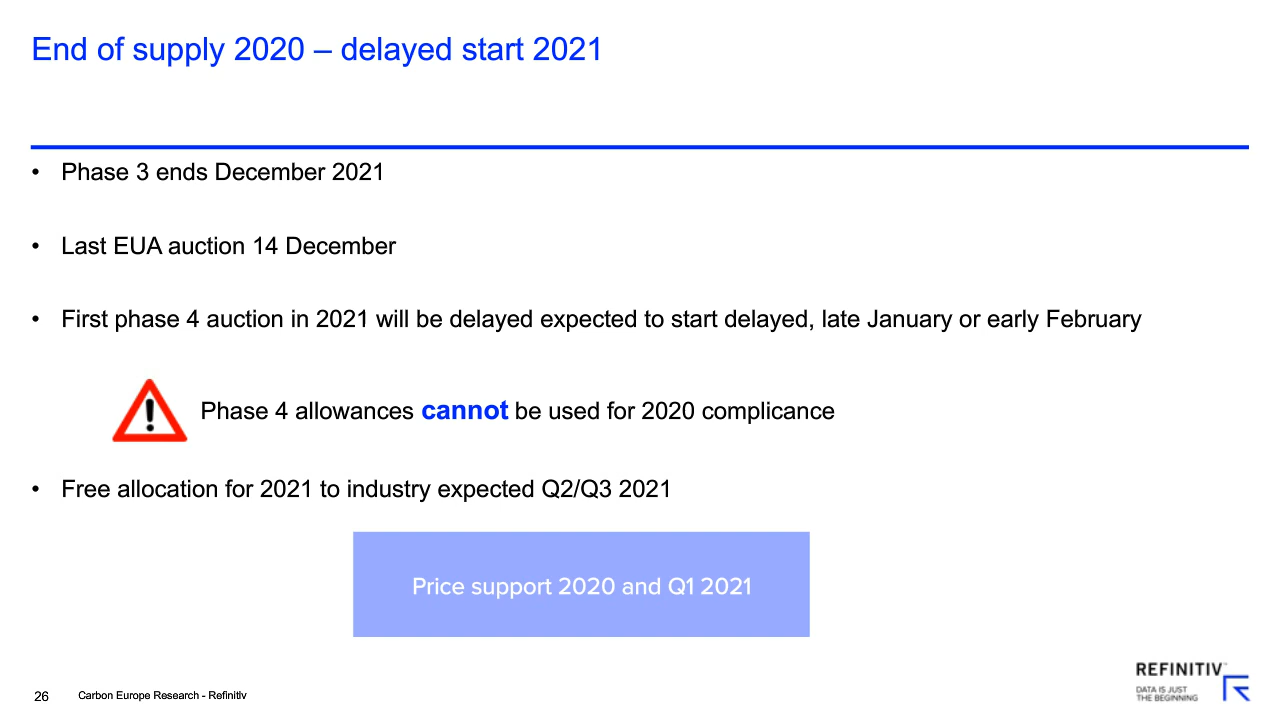 End of supply 2020 – delayed start 2021
• Phase 3 ends December 2021
• Last EUA auction 14 December
• First phase 4 auction in 2021 will be delayed expected to start delayed, late January or early February
Phase 4 allowances cannot be used for 2020 complicance
• Free allocation for 2021 to industry expected Q2/Q3 2021
Price support 2020 and Q1 2021
26 Carbon Europe Research - Refinitiv
REFINITIV™
DATA IS JUST
THE BEGINNING